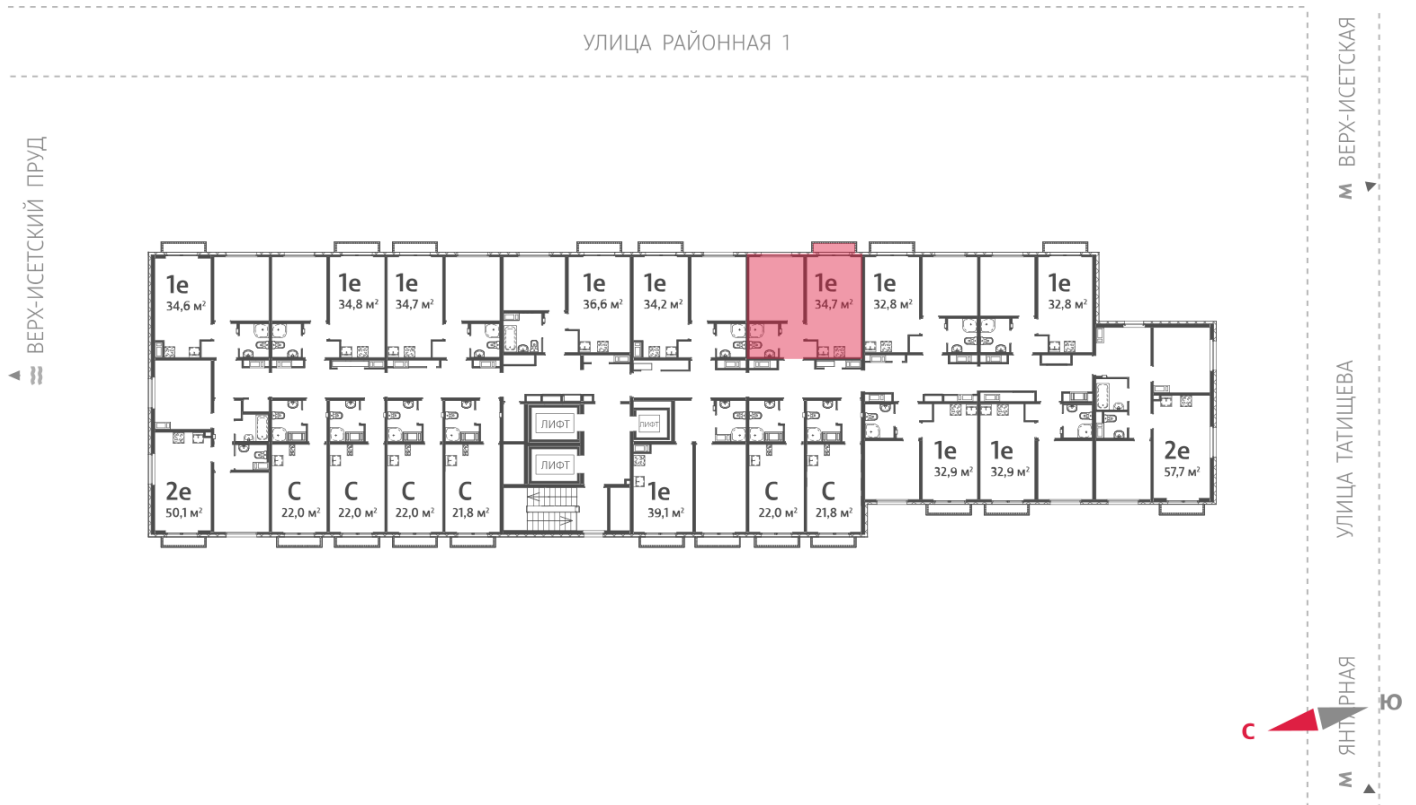 УЛИЦА РАЙОННАЯ 1
М ВЕРХ-ИСЕТСКАЯ
ВЕРХ-ИСЕТСКИЙ ПРУД
1е
34,6 м²
1е
34,8 м²
1е
34,7 м²
1е
36,6 м²
1е
34,2 м²
1е
34,7 м²
1е
32,8 м²
1е
32,8 м²
ЛИФТ
ЛИФТ
ЛИФТ
2е
50,1 м²
С
22,0 м²
С
22,0 м²
С
22,0 м²
С
21,8 м²
1е
39,1 м²
С
22,0 м²
С
21,8 м²
1е
32,9 м²
1е
32,9 м²
2е
57,7 м²
УЛИЦА ТАТИЩЕВА
М ЯНТАРНАЯ
С
Ю